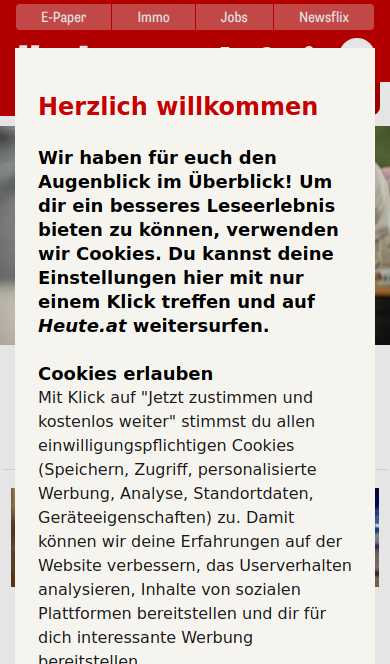 E-Paper
Immo
Jobs
Newsflix
Herzlich willkommen
Wir haben für euch den
Augenblick im Überblick! Um
dir ein besseres Leseerlebnis
bieten zu können, verwenden
wir Cookies. Du kannst deine
Einstellungen hier mit nur
einem Klick treffen und auf
Heute.at weitersurfen.
Cookies erlauben
Mit Klick auf "Jetzt zustimmen und
kostenlos weiter" stimmst du allen
einwilligungspflichtigen Cookies
(Speichern, Zugriff, personalisierte
Werbung, Analyse, Standortdaten,
Geräteeigenschaften) zu. Damit
können wir deine Erfahrungen auf der
Website verbessern, das Userverhalten
analysieren, Inhalte von sozialen
Plattformen bereitstellen und dir für
dich interessante Werbung
bereitstellen